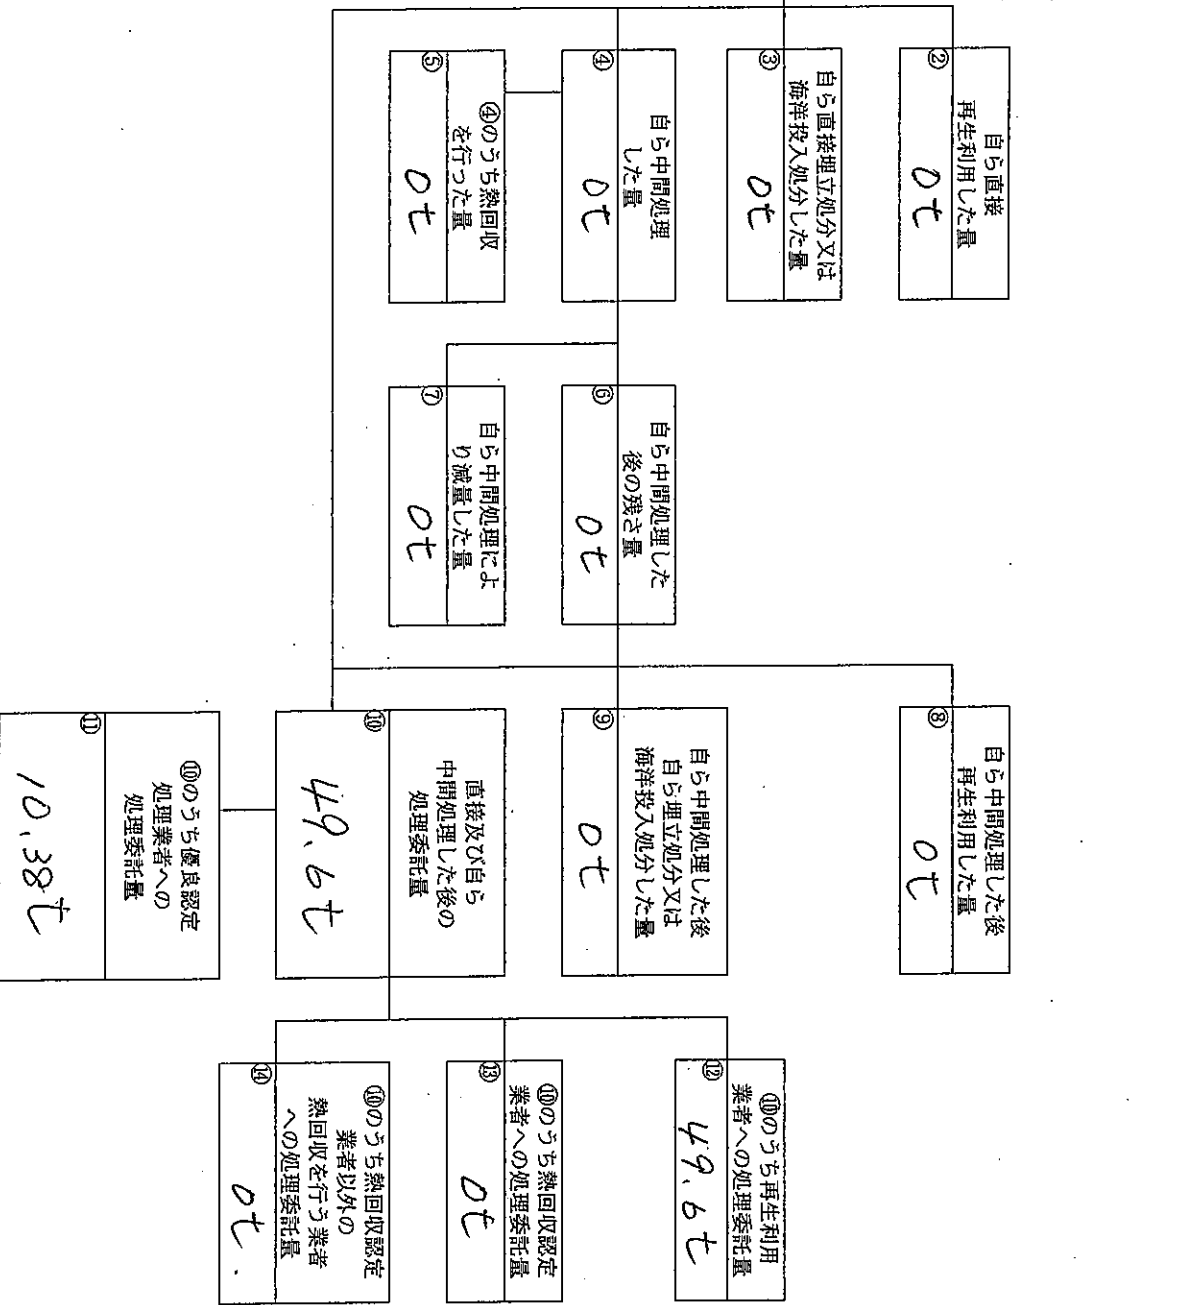 ②
自ら直接
再生利用した量
0t
③
自ら直接埋立処分又は
海洋投入処分した量
0t
④
自ら中間処理
した量
0t
⑤
④のうち熱回収
を行った量
0t
⑥
自ら中間処理した
後の残さ量
0t
⑦
自ら中間処理によ
り減量した量
0t
⑧
自ら中間処理した後
再生利用した量
0t
⑨
自ら中間処理した後
自ら埋立処分又は
海洋投入処分した量
0t
⑩
直接及び自ら
中間処理した後の
処理委託量
49.6t
⑪
⑩のうち優良認定
処理業者への
処理委託量
10.38t
⑫
⑩のうち再生利用
業者への処理委託量
49.6t
⑬
⑩のうち熱回収認定
業者への処理委託量
0t
⑭
⑩のうち熱回収認定
業者以外の
熱回収を行う業者
への処理委託量
0t.